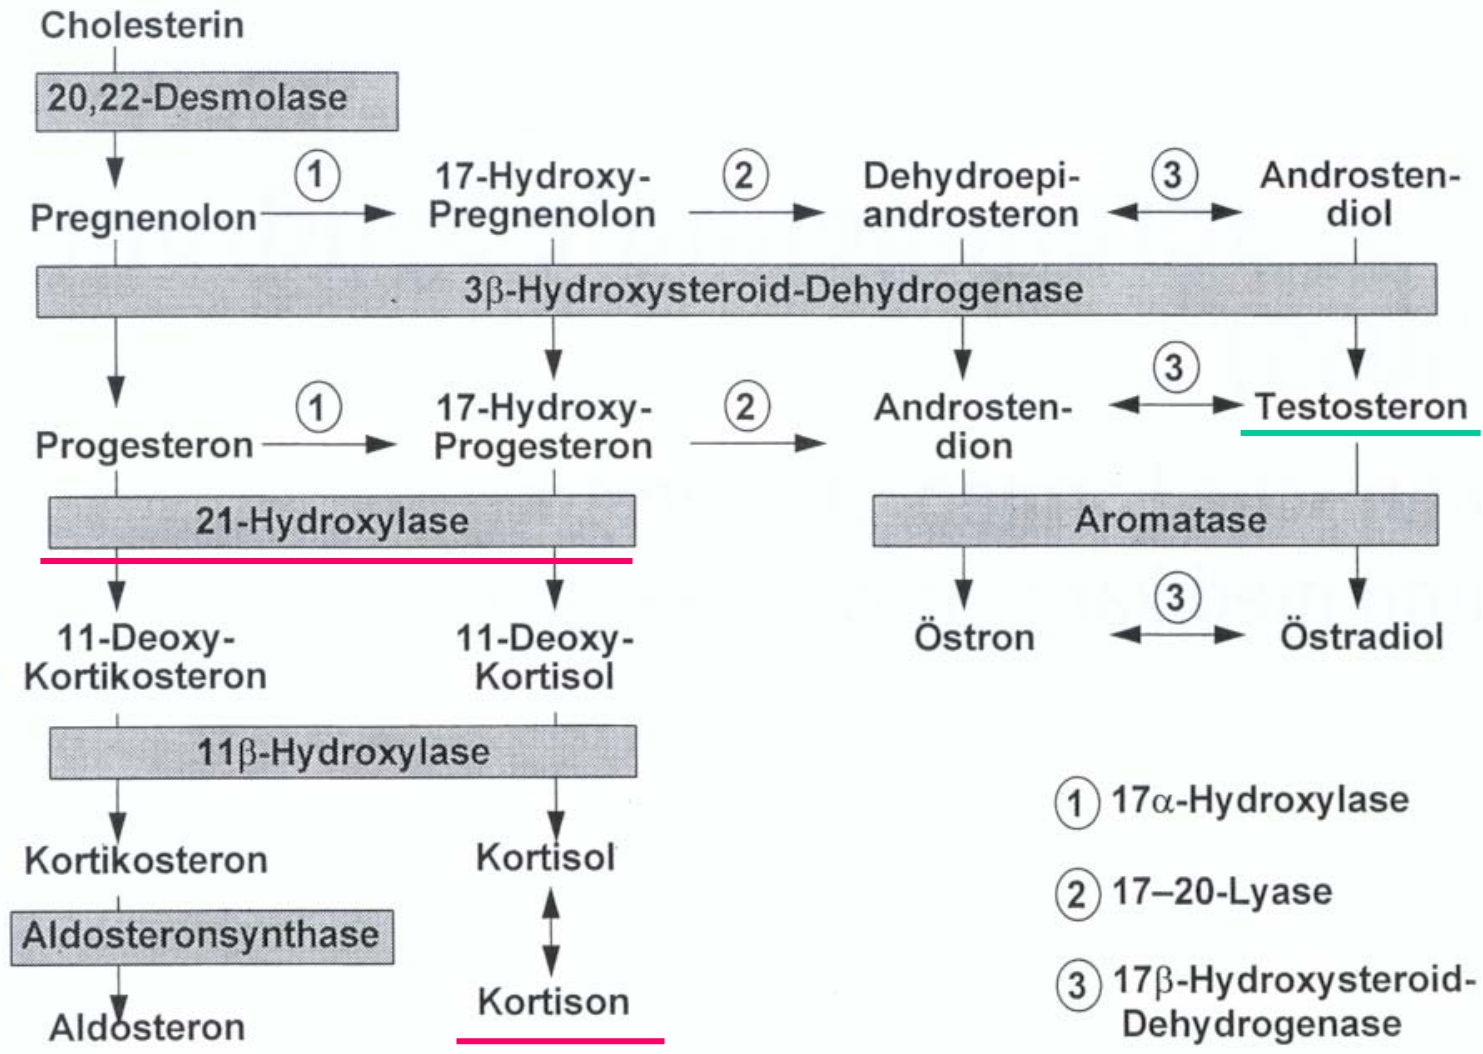 Cholesterin
20,22-Desmolase
① ② ③
Pregnenolon
17-Hydroxy-
Pregnenolon
Dehydroepi-
androsteron
Androsten-
diol
3β-Hydroxysteroid-Dehydrogenase
① ② ③
Progesteron
17-Hydroxy-
Progesteron
Androsten-
dion
Testosteron
21-Hydroxylase
Aromatase
11-Deoxy-
Kortikosteron
11-Deoxy-
Kortisol
Östron
③
Östradiol
11β-Hydroxylase
Kortikosteron
Kortisol
Aldosteronsynthase
Aldosteron
Kortison
① 17α-Hydroxylase
② 17–20-Lyase
③ 17β-Hydroxysteroid-
Dehydrogenase